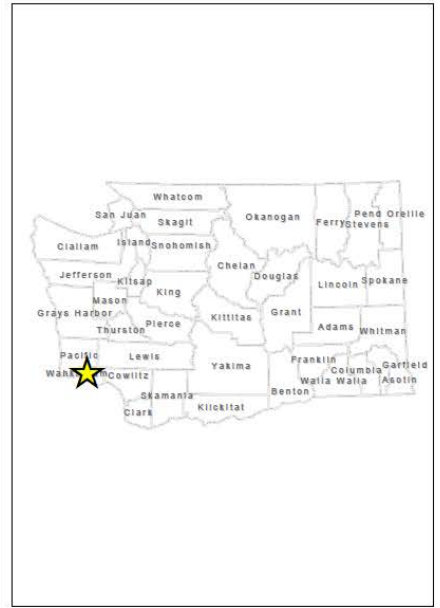 Whatcom
San Juan
Skagit
Okanogan
Ferry
Stevens
Pend Oreille
Clallam
Island
Snohomish
Chelan
Douglas
Jefferson
Kitsap
King
Lincoln
Spokane
Mason
Grays Harbor
Kittitas
Grant
Thurston
Pierce
Adams
Whitman
Pacific
Lewis
Yakima
Franklin
Columbia
Garfield
Cowlitz
Walla Walla
Asotin
Benton
Skamania
Klickitat
Clark